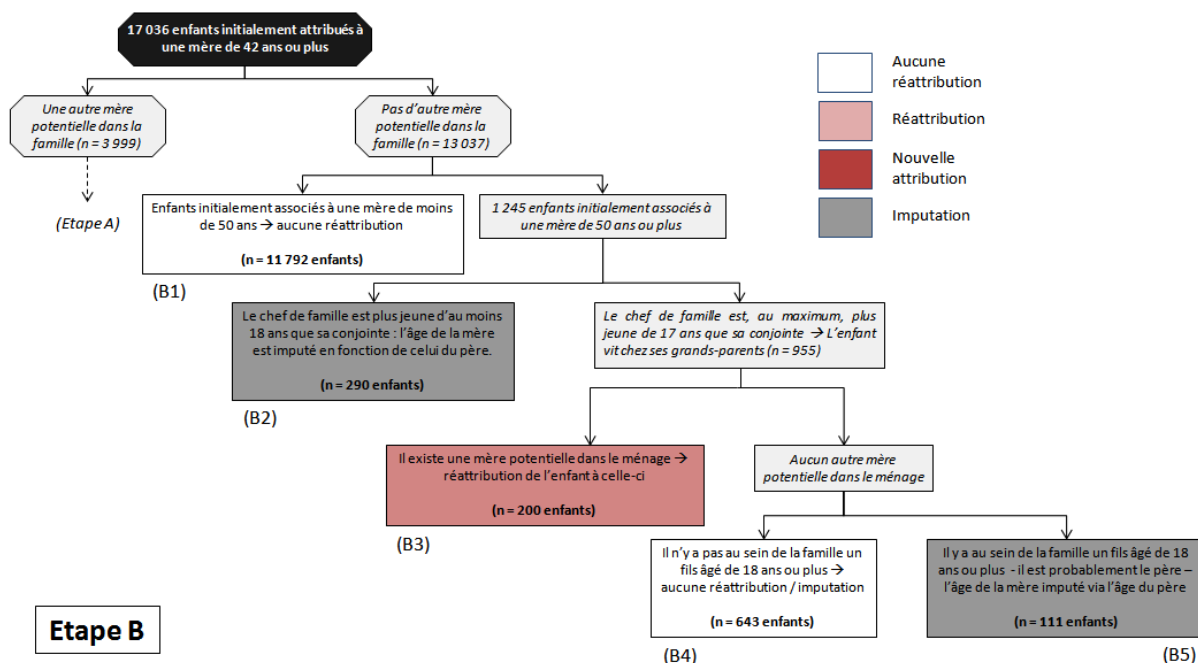 17 036 enfants initialement attribués à
une mère de 42 ans ou plus
Une autre mère
potentielle dans la
famille (n = 3 999)
Pas d'autre mère
potentielle dans la
famille (n = 13 037)
Aucune
réattribution
Réattribution
Nouvelle
attribution
Imputation
(Etape A)
Enfants initialement associés à une mère de moins
de 50 ans → aucune réattribution
(n = 11 792 enfants)
(B1)
1 245 enfants initialement associés à
une mère de 50 ans ou plus
Le chef de famille est plus jeune d'au moins
18 ans que sa conjointe : l'âge de la mère
est imputé en fonction de celui du père.
(n = 290 enfants)
(B2)
Le chef de famille est, au maximum, plus
jeune de 17 ans que sa conjointe → L'enfant
vit chez ses grands-parents (n = 955)
Il existe une mère potentielle dans le ménage →
réattribution de l'enfant à celle-ci
(n = 200 enfants)
(B3)
Aucun autre mère
potentielle dans le ménage
Il n'y a pas au sein de la famille un
fils âgé de 18 ans ou plus →
aucune réattribution / imputation
(n = 643 enfants)
(B4)
Il y a au sein de la famille un fils âgé de 18
ans ou plus - il est probablement le père –
l'âge de la mère imputé via l'âge du père
(n = 111 enfants)
(B5)
Etape B